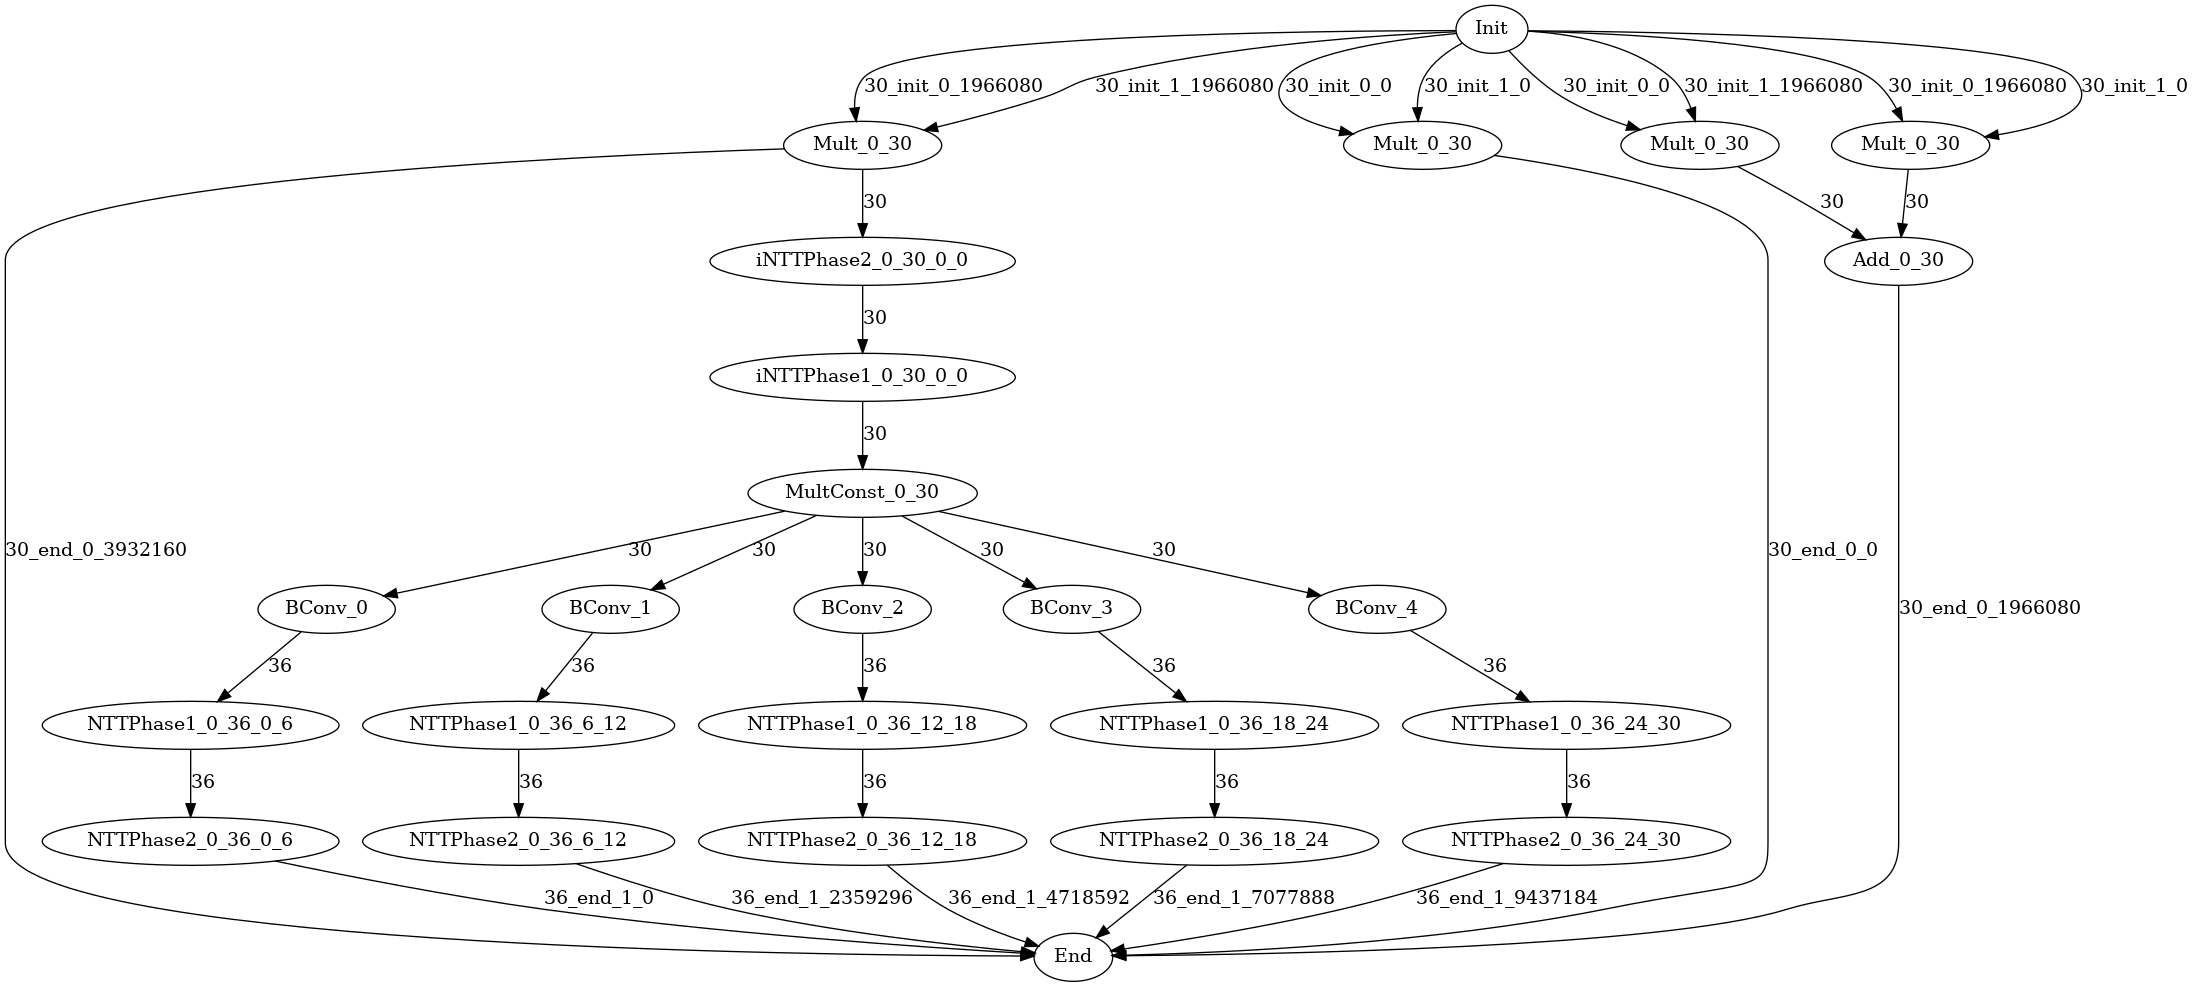 Init
30_init_0_1966080
30_init_1_1966080
30_init_0_0
30_init_1_0
30_init_0_0
30_init_1_1966080
30_init_0_1966080
30_init_1_0
Mult_0_30
Mult_0_30
Mult_0_30
Mult_0_30
30
30
30
iNTTPhase2_0_30_0_0
Add_0_30
30
iNTTPhase1_0_30_0_0
30
MultConst_0_30
30_end_0_3932160
30
30
30
30
30
30_end_0_0
BConv_0
BConv_1
BConv_2
BConv_3
BConv_4
30_end_0_1966080
36
36
36
36
36
NTTPhase1_0_36_0_6
NTTPhase1_0_36_6_12
NTTPhase1_0_36_12_18
NTTPhase1_0_36_18_24
NTTPhase1_0_36_24_30
36
36
36
36
36
NTTPhase2_0_36_0_6
NTTPhase2_0_36_6_12
NTTPhase2_0_36_12_18
NTTPhase2_0_36_18_24
NTTPhase2_0_36_24_30
36_end_1_0
36_end_1_2359296
36_end_1_4718592
36_end_1_7077888
36_end_1_9437184
End